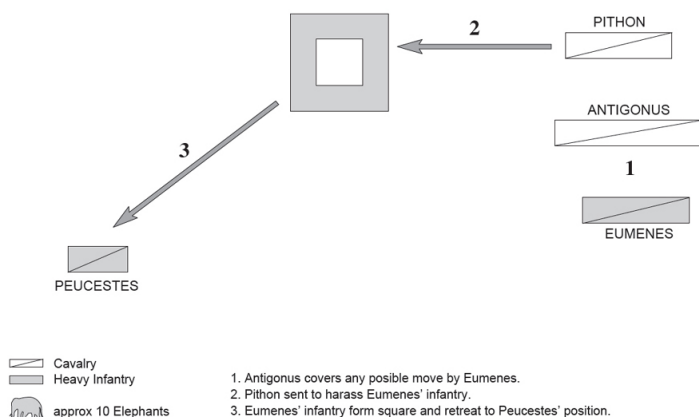 2
PITHON
ANTIGONUS
3
1
EUMENES
PEUCESTES
Cavalry
Heavy Infantry
approx 10 Elephants
1. Antigonus covers any posible move by Eumenes.
2. Pithon sent to harass Eumenes’ infantry.
3. Eumenes’ infantry form square and retreat to Peucestes’ position.